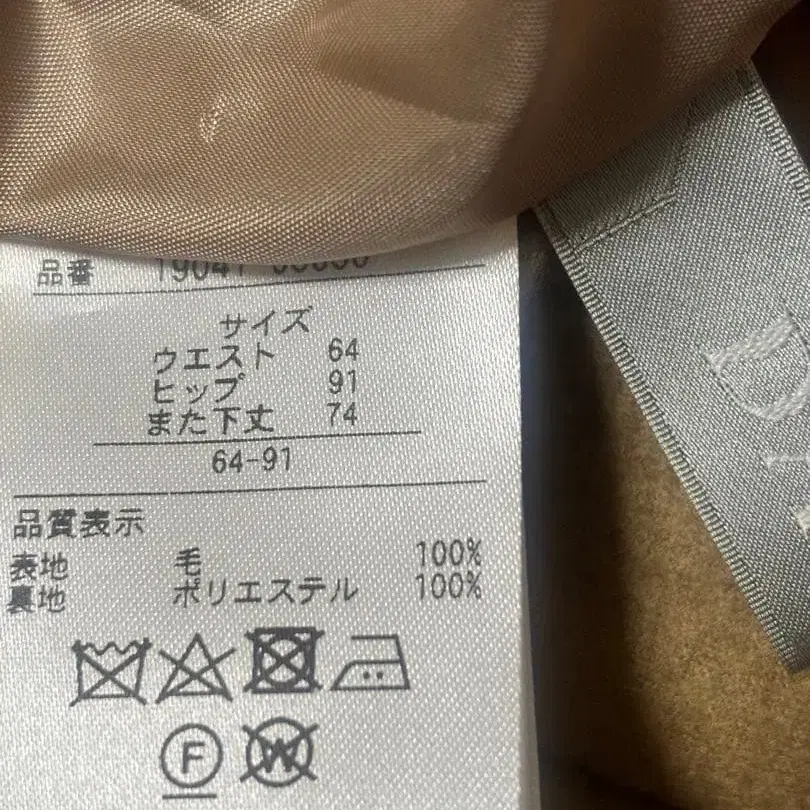 品番
サイズ
ウエスト 64
ヒップ 91
また下丈 74
64-91
品質表示
表地 毛 100%
裏地 ポリエステル 100%
F W